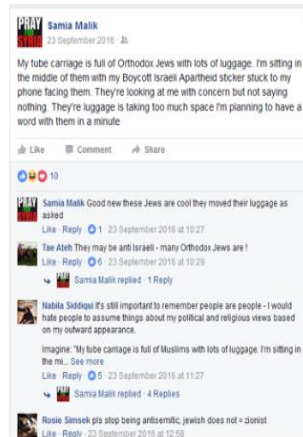 PRAY
STRIP
Samia Malik
23 September 2016 ·
My tube carriage is full of Orthodox Jews with lots of luggage. I'm sitting in
the middle of them with my Boycott Israeli Apartheid sticker stuck to my
phone facing them. They're looking at me with concern but not saying
nothing. They're luggage is taking too much space I'm planning to have a
word with them in a minute
Like Comment Share
10
Samia Malik Good new these Jews are cool they moved their luggage as
asked
Like · Reply · 1 · 23 September 2016 at 10:27
Tae Ateh They may be anti Israeli - many Orthodox Jews are !
Like · Reply · 6 · 23 September 2016 at 10:29
Samia Malik replied · 1 Reply
Nabila Siddiqui It's still important to remember people are people - I would
hate people to assume things about my political and religious views based
on my outward appearance.
Imagine: "My tube carriage is full of Muslims with lots of luggage. I'm sitting in
the mi... See more
Like · Reply · 5 · 23 September 2016 at 11:27
Samia Malik replied · 4 Replies
Rosie Simsek pls stop being antisemitic, jewish does not = zionist
Like · Reply · 23 September 2016 at 12:58